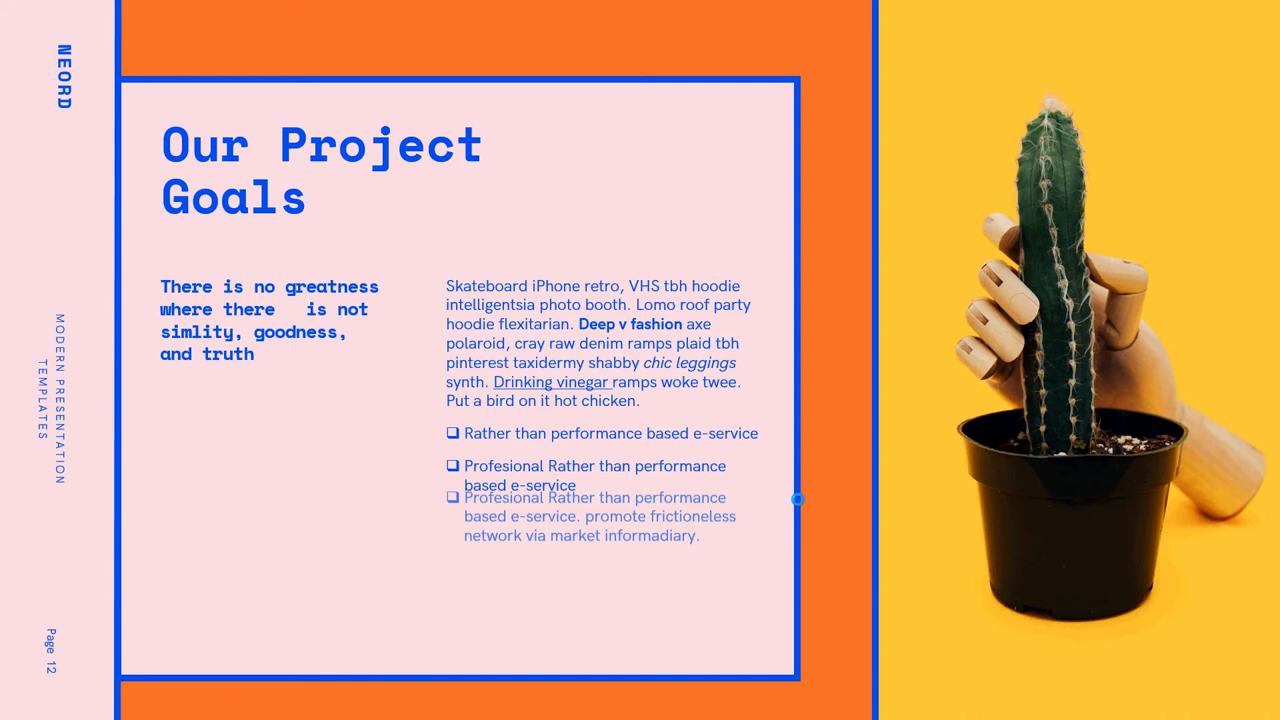 NEORD
MODERN PRESENTATION
TEMPLATES
Page 12
Our Project
Goals
There is no greatness
where there is not
simlity, goodness,
and truth
Skateboard iPhone retro, VHS tbh hoodie
intelligentsia photo booth. Lomo roof party
hoodie flexitarian. Deep v fashion axe
polaroid, cray raw denim ramps plaid tbh
pinterest taxidermy shabby chic leggings
synth. Drinking vinegar ramps woke twee.
Put a bird on it hot chicken.
❑ Rather than performance based e-service
❑ Profesional Rather than performance
based e-service
❑ Profesional Rather than performance
based e-service. promote frictioneless
network via market informadiary.